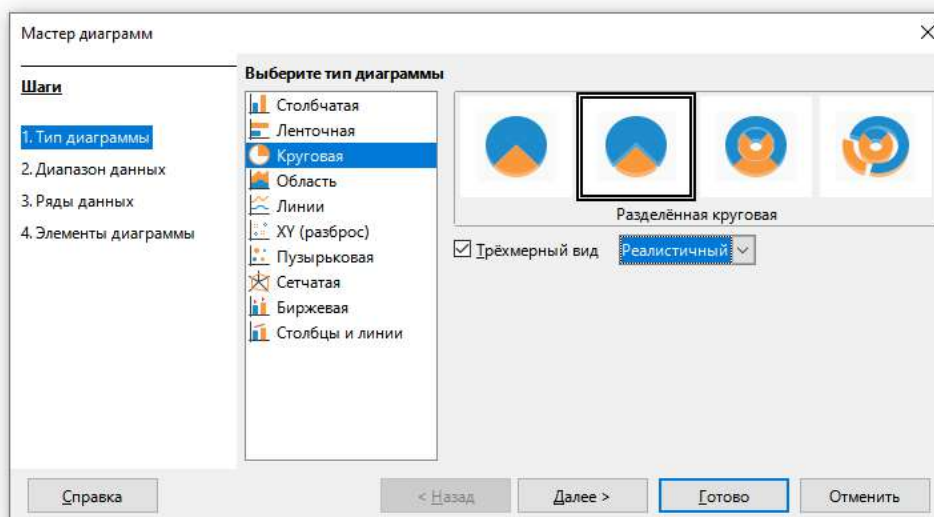 Мастер диаграмм
Шаги
1. Тип диаграммы
2. Диапазон данных
3. Ряды данных
4. Элементы диаграммы
Выберите тип диаграммы
Столбчатая
Ленточная
Круговая
Область
Линии
XY (разброс)
Пузырьковая
Сетчатая
Биржевая
Столбцы и линии
Разделённая круговая
Трёхмерный вид Реалистичный
Справка < Назад Далее > Готово Отменить